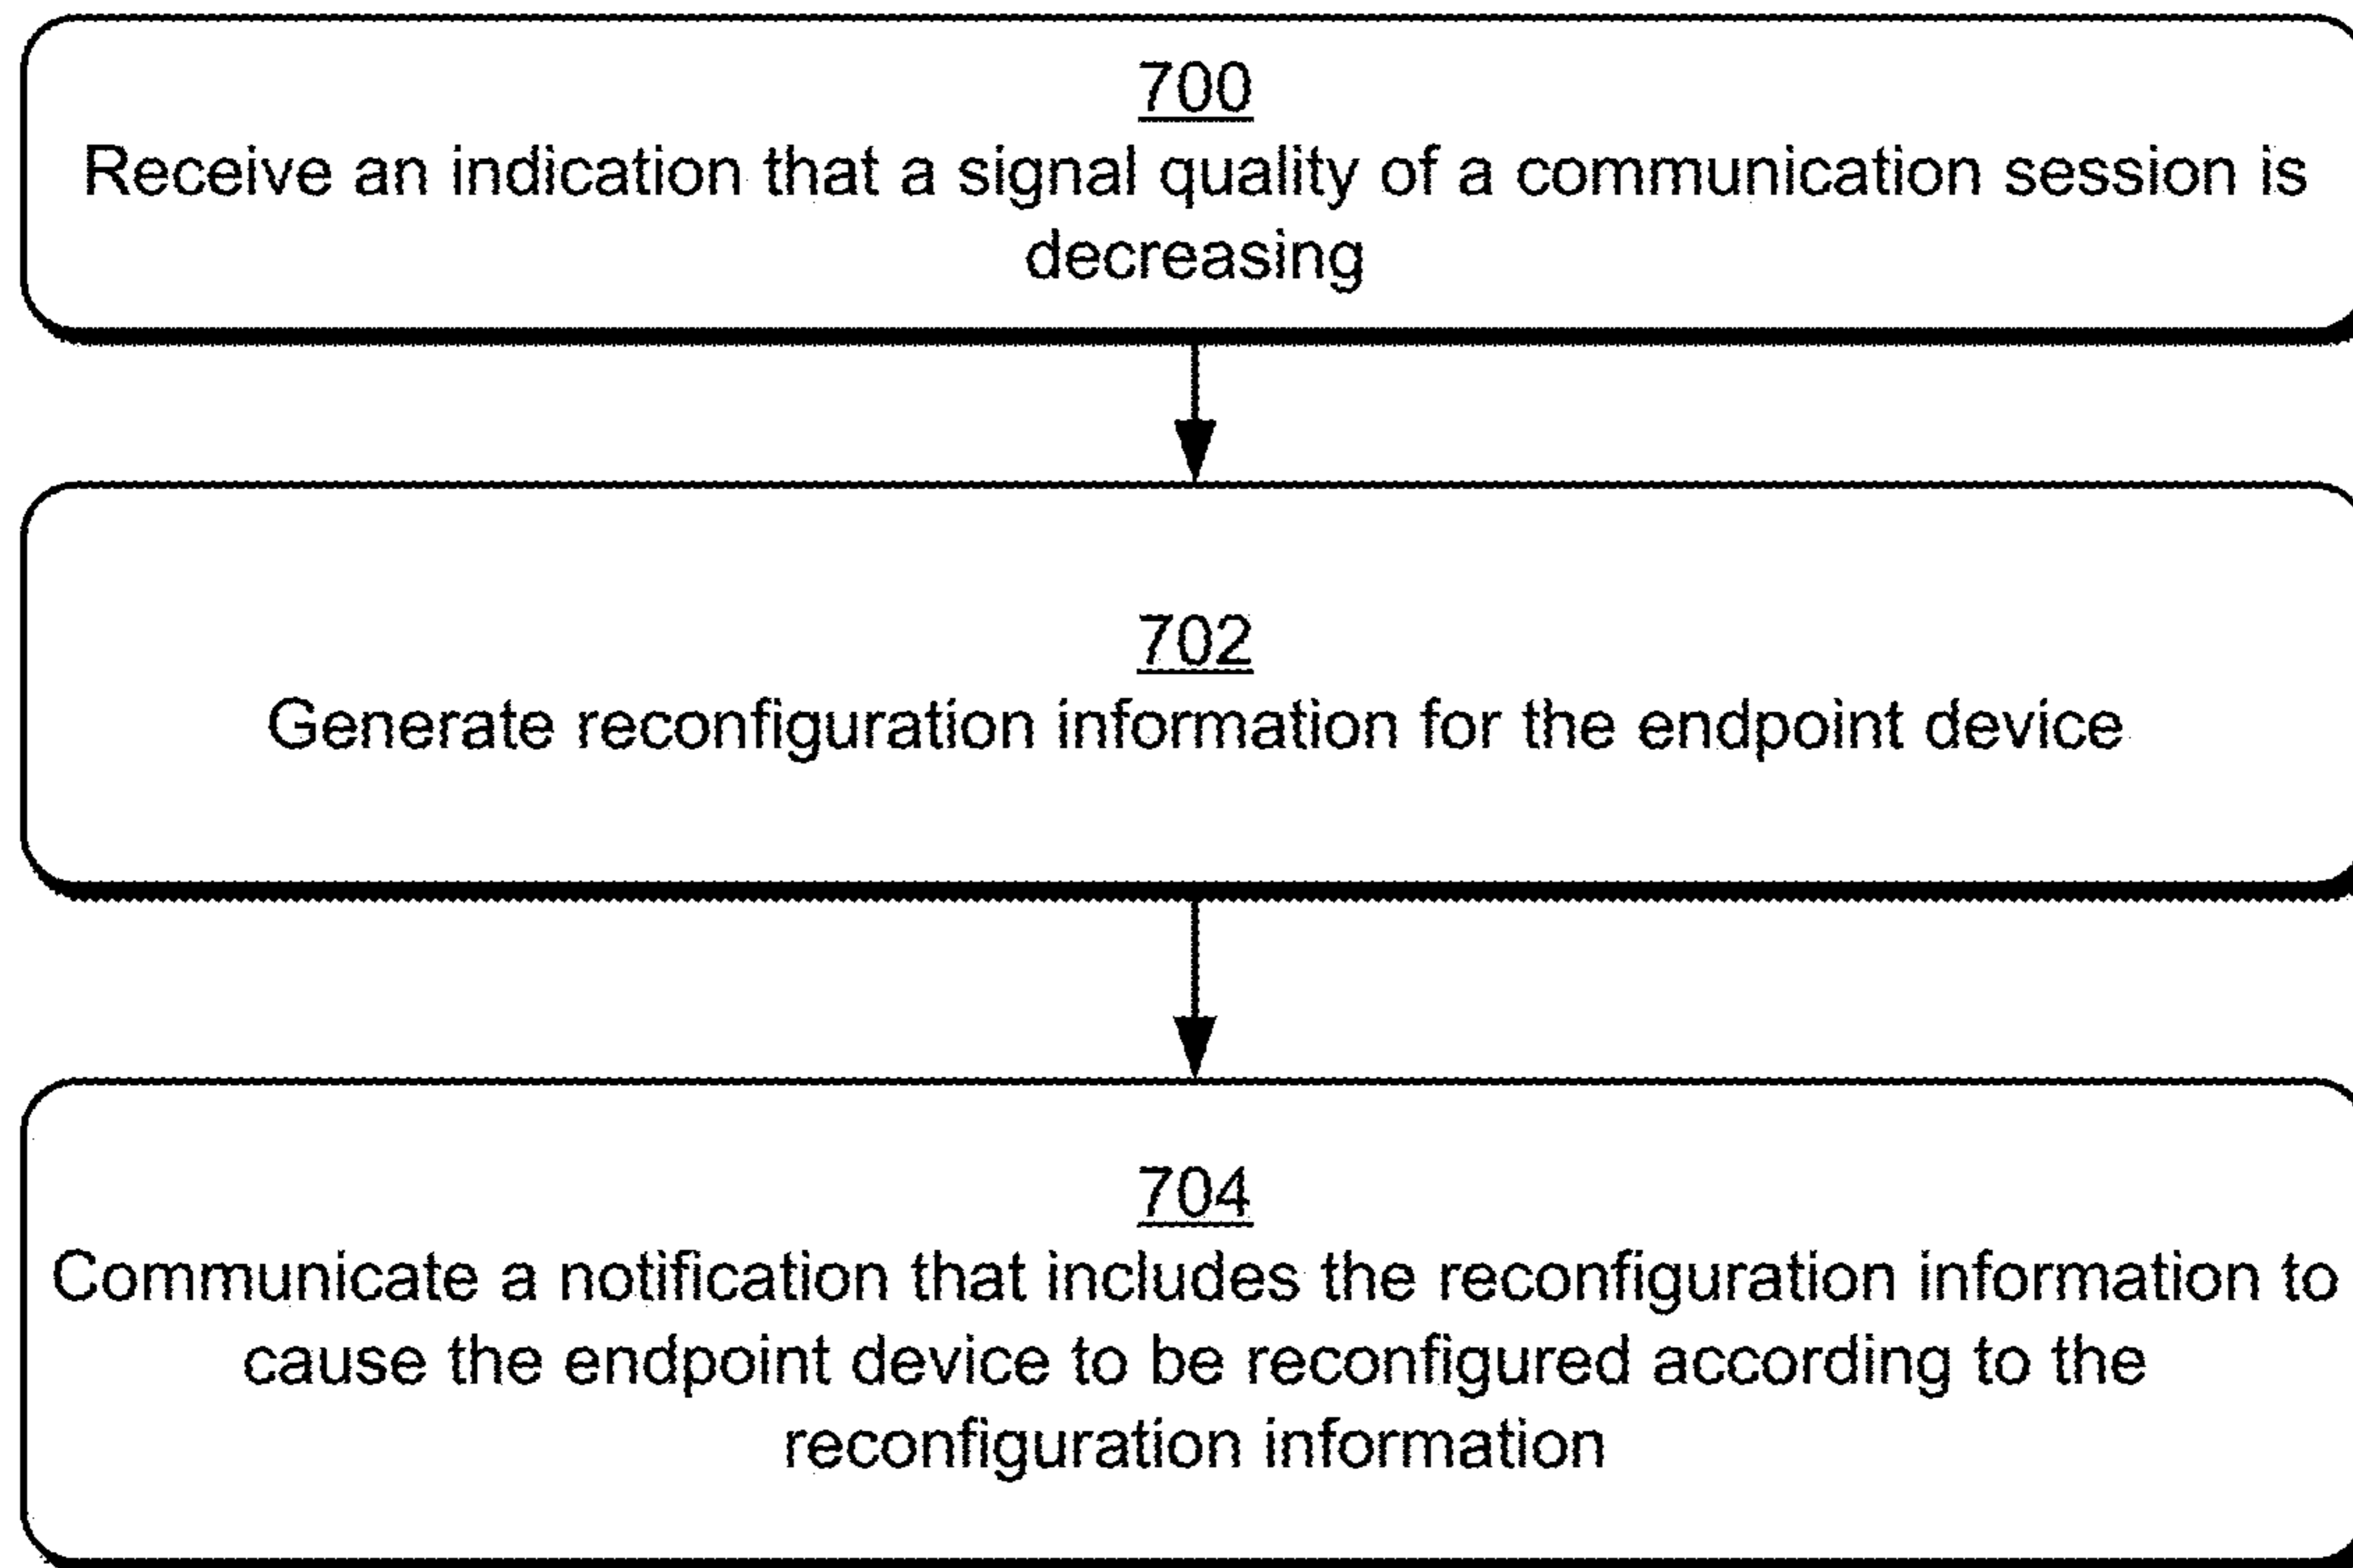 700
Receive an indication that a signal quality of a communication session is
decreasing
702
Generate reconfiguration information for the endpoint device
704
Communicate a notification that includes the reconfiguration information to
cause the endpoint device to be reconfigured according to the
reconfiguration information